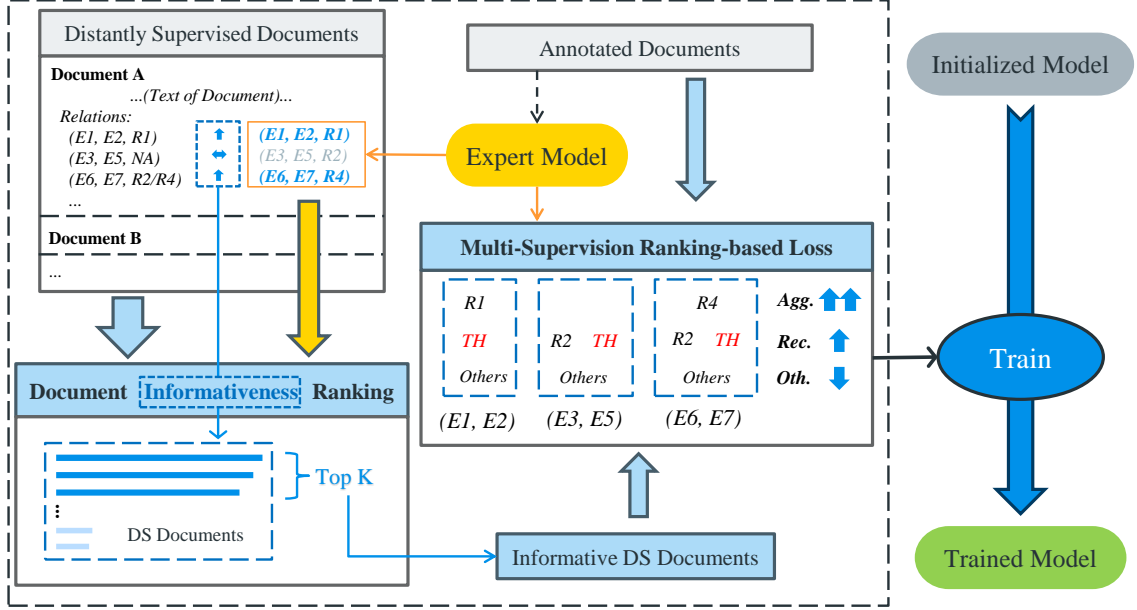 Distantly Supervised Documents
Document A
...(Text of Document)...
Relations:
(E1, E2, R1)
(E1, E2, R1)
(E3, E5, NA)
(E3, E5, R2)
(E6, E7, R2/R4)
(E6, E7, R4)
...
Document B
...
Annotated Documents
Expert Model
Multi-Supervision Ranking-based Loss
R1
R4
Agg.
TH
R2 TH
R2 TH
Rec.
Others
Others
Others
Oth.
(E1, E2)
(E3, E5)
(E6, E7)
Document Informativeness Ranking
Top K
DS Documents
Informative DS Documents
Initialized Model
Train
Trained Model